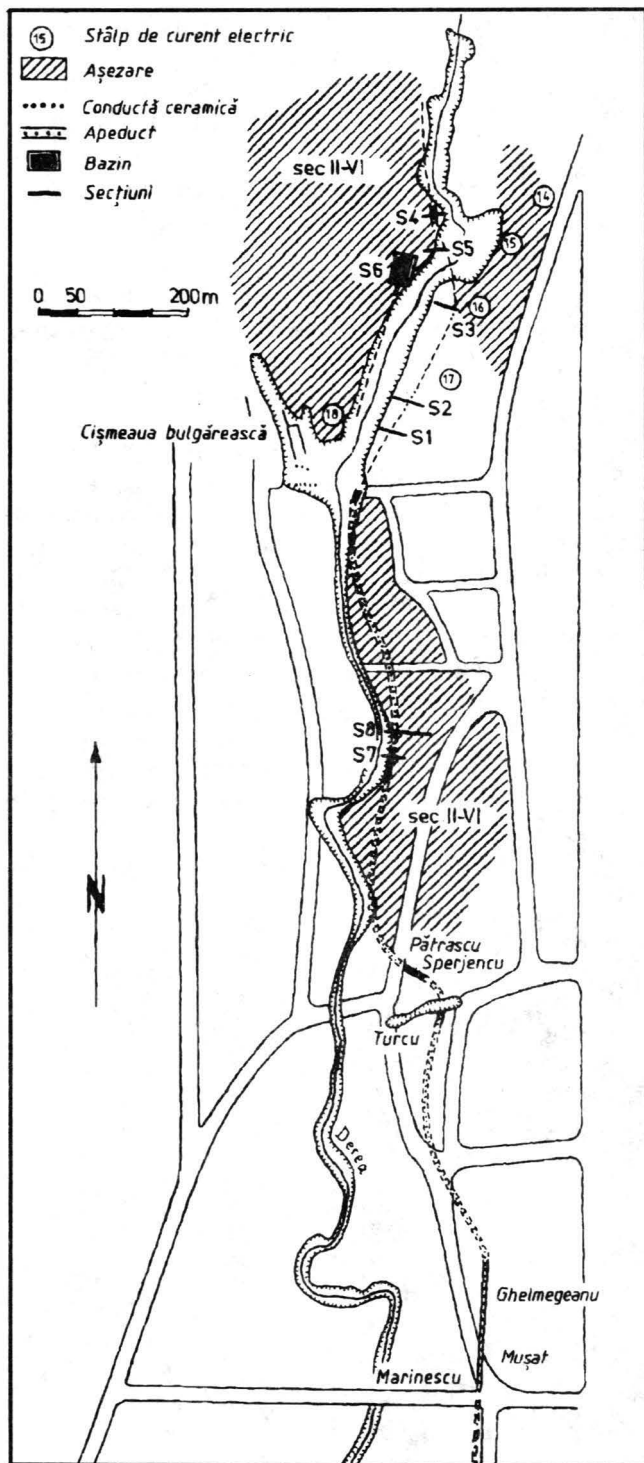 15 Stâlp de curent electric
Așezare
Conductă ceramică
Apeduct
Bazin
Secțiuni
0 50 200m
sec II-VI
14
S4
15
S5
S6
16
S3
17
S2
18
Cișmeaua bulgărească
S1
S8
S7
sec II-VI
N
Pătrașcu
Sperjencu
Turcu
Derea
Ghelmegeanu
Mușat
Marinescu